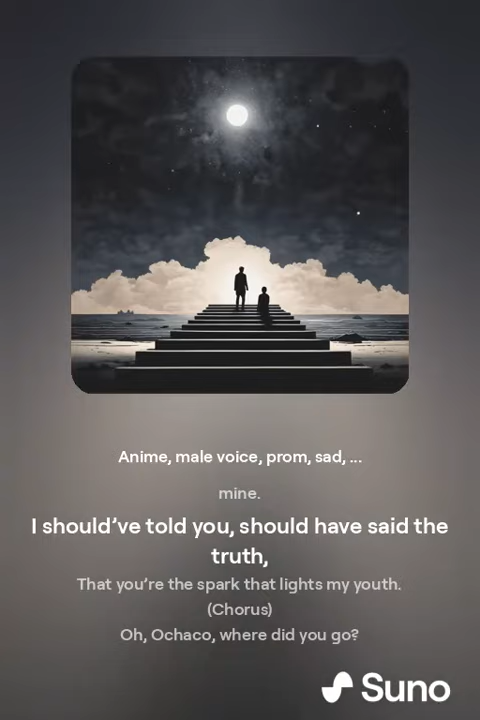 Anime, male voice, prom, sad, ...
mine.
I should’ve told you, should have said the
truth,
That you’re the spark that lights my youth.
(Chorus)
Oh, Ochaco, where did you go?
Suno